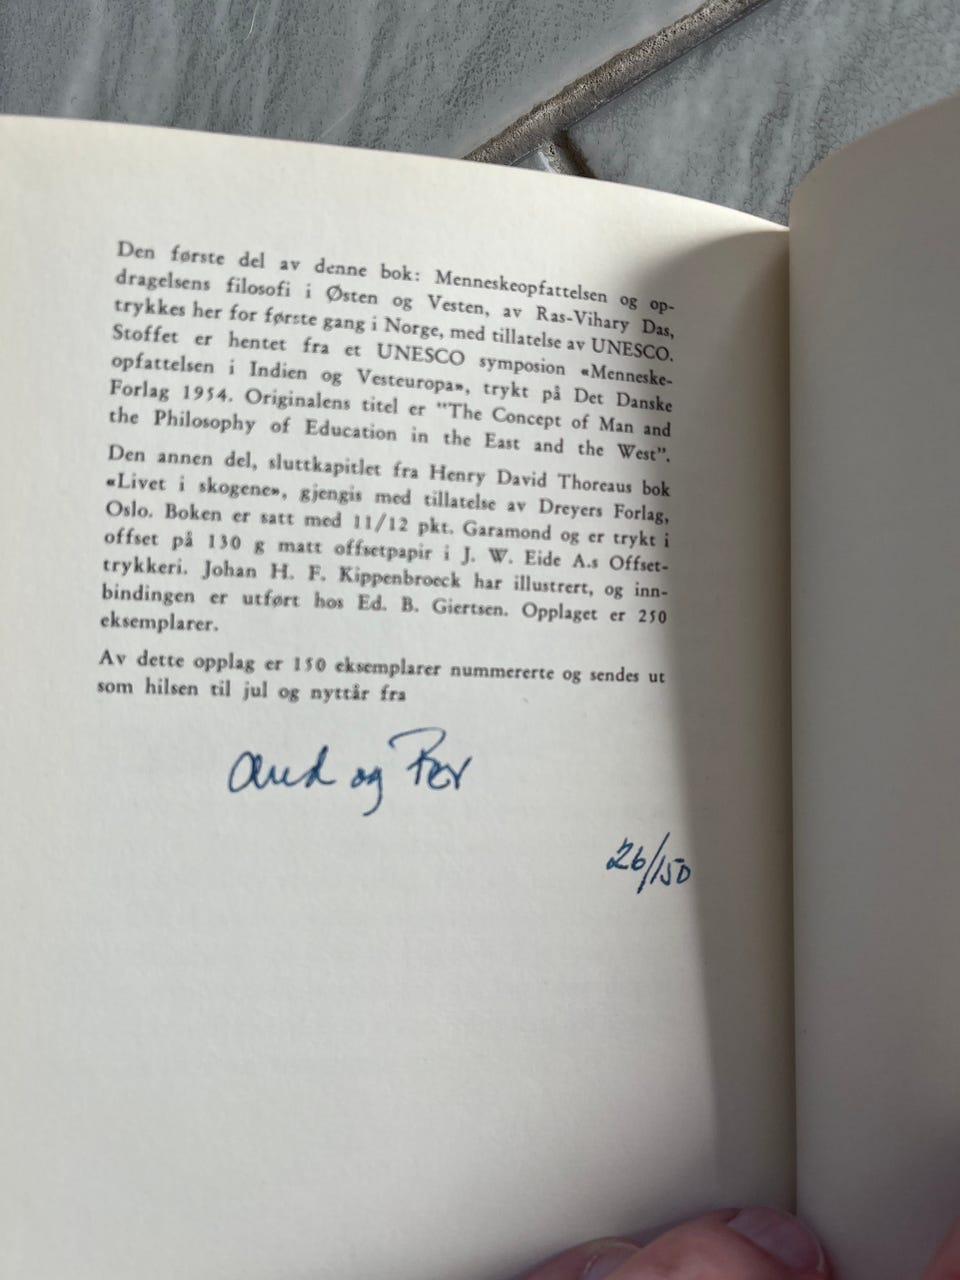 Den første del av denne bok: Menneskeopfattelsen og op-
dragelsens filosofi i Østen og Vesten, av Ras-Vihary Das,
trykkes her for første gang i Norge, med tillatelse av UNESCO.
Stoffet er hentet fra et UNESCO symposion «Menneske-
opfattelsen i Indien og Vesteuropa», trykt på Det Danske
Forlag 1954. Originalens titel er "The Concept of Man and
the Philosophy of Education in the East and the West".
Den annen del, sluttkapitlet fra Henry David Thoreaus bok
«Livet i skogene», gjengis med tillatelse av Dreyers Forlag,
Oslo. Boken er satt med 11/12 pkt. Garamond og er trykt i
offset på 130 g matt offsetpapir i J. W. Eide A.s Offset-
trykkeri. Johan H. F. Kippenbroeck har illustrert, og inn-
bindingen er utført hos Ed. B. Giertsen. Opplaget er 250
eksemplarer.
Av dette opplag er 150 eksemplarer nummererte og sendes ut
som hilsen til jul og nyttår fra
Aud og Per
26/150